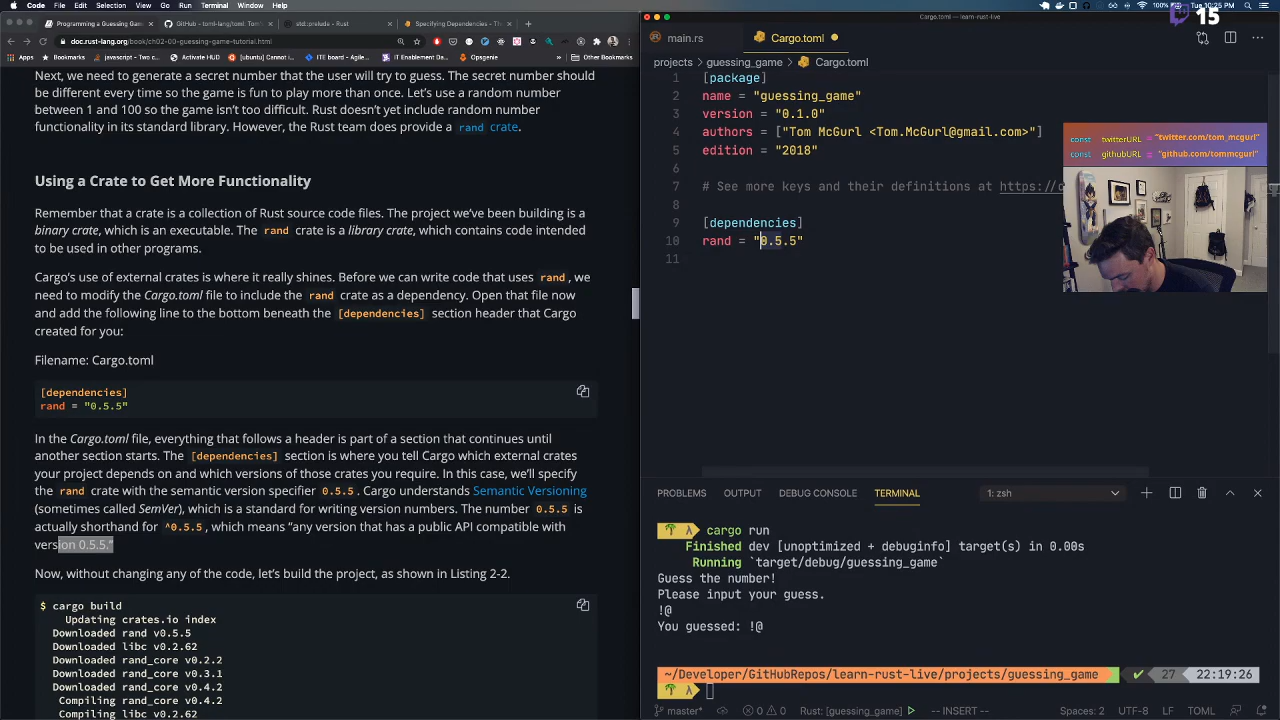 Code File Edit Selection View Go Run Terminal Window Help
100%
10:25 PM
15
Programming a Guessing Game
GitHub - toml-lang/toml: Tom
std::prelude - Rust
Specifying Dependencies - The
doc.rust-lang.org/book/ch02-00-guessing-game-tutorial.html
Apps
javascript - Two c...
Activate HUD
[ubuntu] Cannot i...
ITE board - Agile...
IT Enablement De...
Opsgenie
Other Bookmarks
Next, we need to generate a secret number that the user will try to guess. The secret number should
be different every time so the game is fun to play more than once. Let's use a random number
between 1 and 100 so the game isn't too difficult. Rust doesn't yet include random number
functionality in its standard library. However, the Rust team does provide a rand crate.
Using a Crate to Get More Functionality
Remember that a crate is a collection of Rust source code files. The project we've been building is a
binary crate, which is an executable. The rand crate is a library crate, which contains code intended
to be used in other programs.
Cargo's use of external crates is where it really shines. Before we can write code that uses rand, we
need to modify the Cargo.toml file to include the rand crate as a dependency. Open that file now
and add the following line to the bottom beneath the [dependencies] section header that Cargo
created for you:
Filename: Cargo.toml
[dependencies]
rand = "0.5.5"
In the Cargo.toml file, everything that follows a header is part of a section that continues until
another section starts. The [dependencies] section is where you tell Cargo which external crates
your project depends on and which versions of those crates you require. In this case, we'll specify
the rand crate with the semantic version specifier 0.5.5. Cargo understands Semantic Versioning
(sometimes called SemVer), which is a standard for writing version numbers. The number 0.5.5 is
actually shorthand for ^0.5.5, which means "any version that has a public API compatible with
version 0.5.5."
Now, without changing any of the code, let's build the project, as shown in Listing 2-2.
$ cargo build
Updating crates.io index
Downloaded rand v0.5.5
Downloaded libc v0.2.62
Downloaded rand_core v0.2.2
Downloaded rand_core v0.3.1
Downloaded rand_core v0.4.2
Compiling rand_core v0.4.2
Compiling libc v0.2.62
Cargo.toml — learn-rust-live
main.rs
Cargo.toml
projects > guessing_game > Cargo.toml
1 [package]
2 name = "guessing_game"
3 version = "0.1.0"
4 authors = ["Tom McGurl <Tom.McGurl@gmail.com>"]
5 edition = "2018"
6
7 # See more keys and their definitions at https://
8
9 [dependencies]
10 rand = "0.5.5"
11
const twitterURL = "twitter.com/tom_mcgurl"
const githubURL = "github.com/tommcgurl"
PROBLEMS OUTPUT DEBUG CONSOLE TERMINAL 1: zsh
λ cargo run
Finished dev [unoptimized + debuginfo] target(s) in 0.00s
Running `target/debug/guessing_game`
Guess the number!
Please input your guess.
!@
You guessed: !@
~/Developer/GitHubRepos/learn-rust-live/projects/guessing_game ✔ 27 22:19:26
λ
master* 0 0 Rust: [guessing_game] -- INSERT -- Spaces: 2 UTF-8 LF TOML